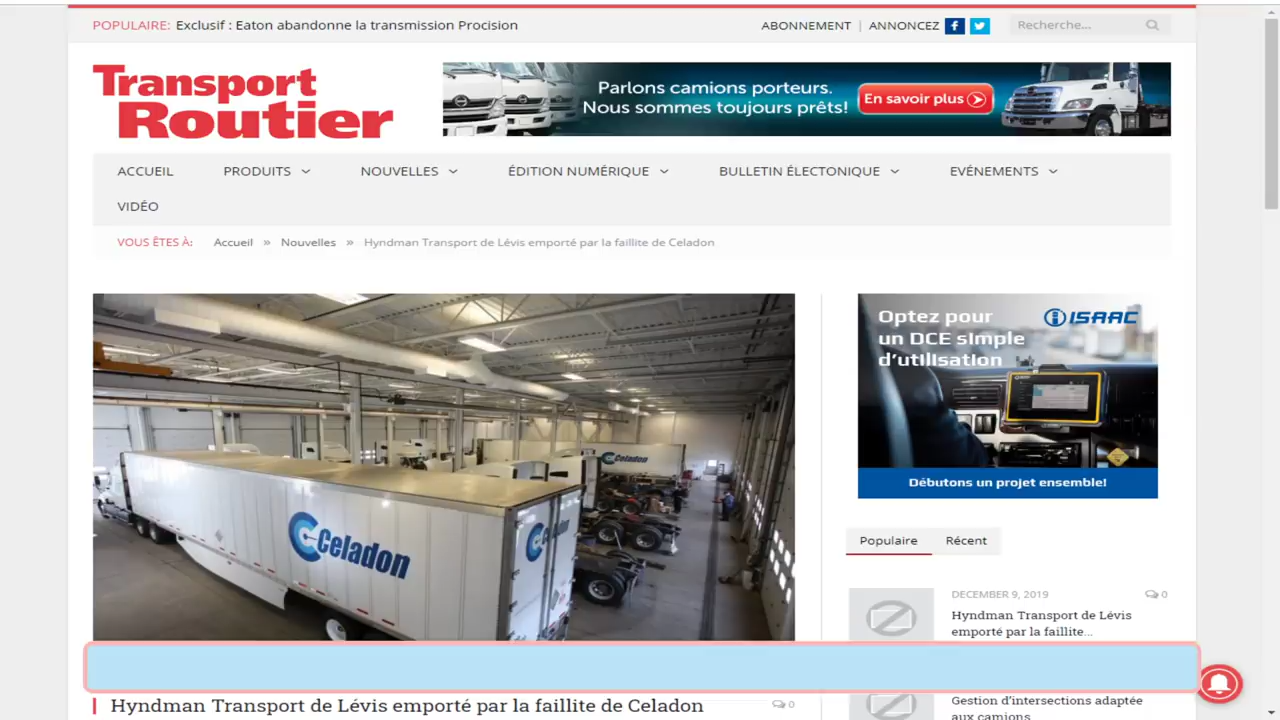 POPULAIRE: Exclusif : Eaton abandonne la transmission Procision
ABONNEMENT | ANNONCEZ
Recherche...
Transport
Routier
Parlons camions porteurs.
Nous sommes toujours prêts!
En savoir plus
ACCUEIL PRODUITS NOUVELLES ÉDITION NUMÉRIQUE BULLETIN ÉLECTONIQUE EVÉNEMENTS
VIDÉO
VOUS ÊTES À: Accueil » Nouvelles » Hyndman Transport de Lévis emporté par la faillite de Celadon
Celadon
Celadon
Optez pour
un DCE simple
d'utilisation
ISAAC
Débutons un projet ensemble!
Populaire Récent
DECEMBER 9, 2019 0
Hyndman Transport de Lévis
emporté par la faillite...
Gestion d'intersections adaptée
aux camions
Hyndman Transport de Lévis emporté par la faillite de Celadon 0